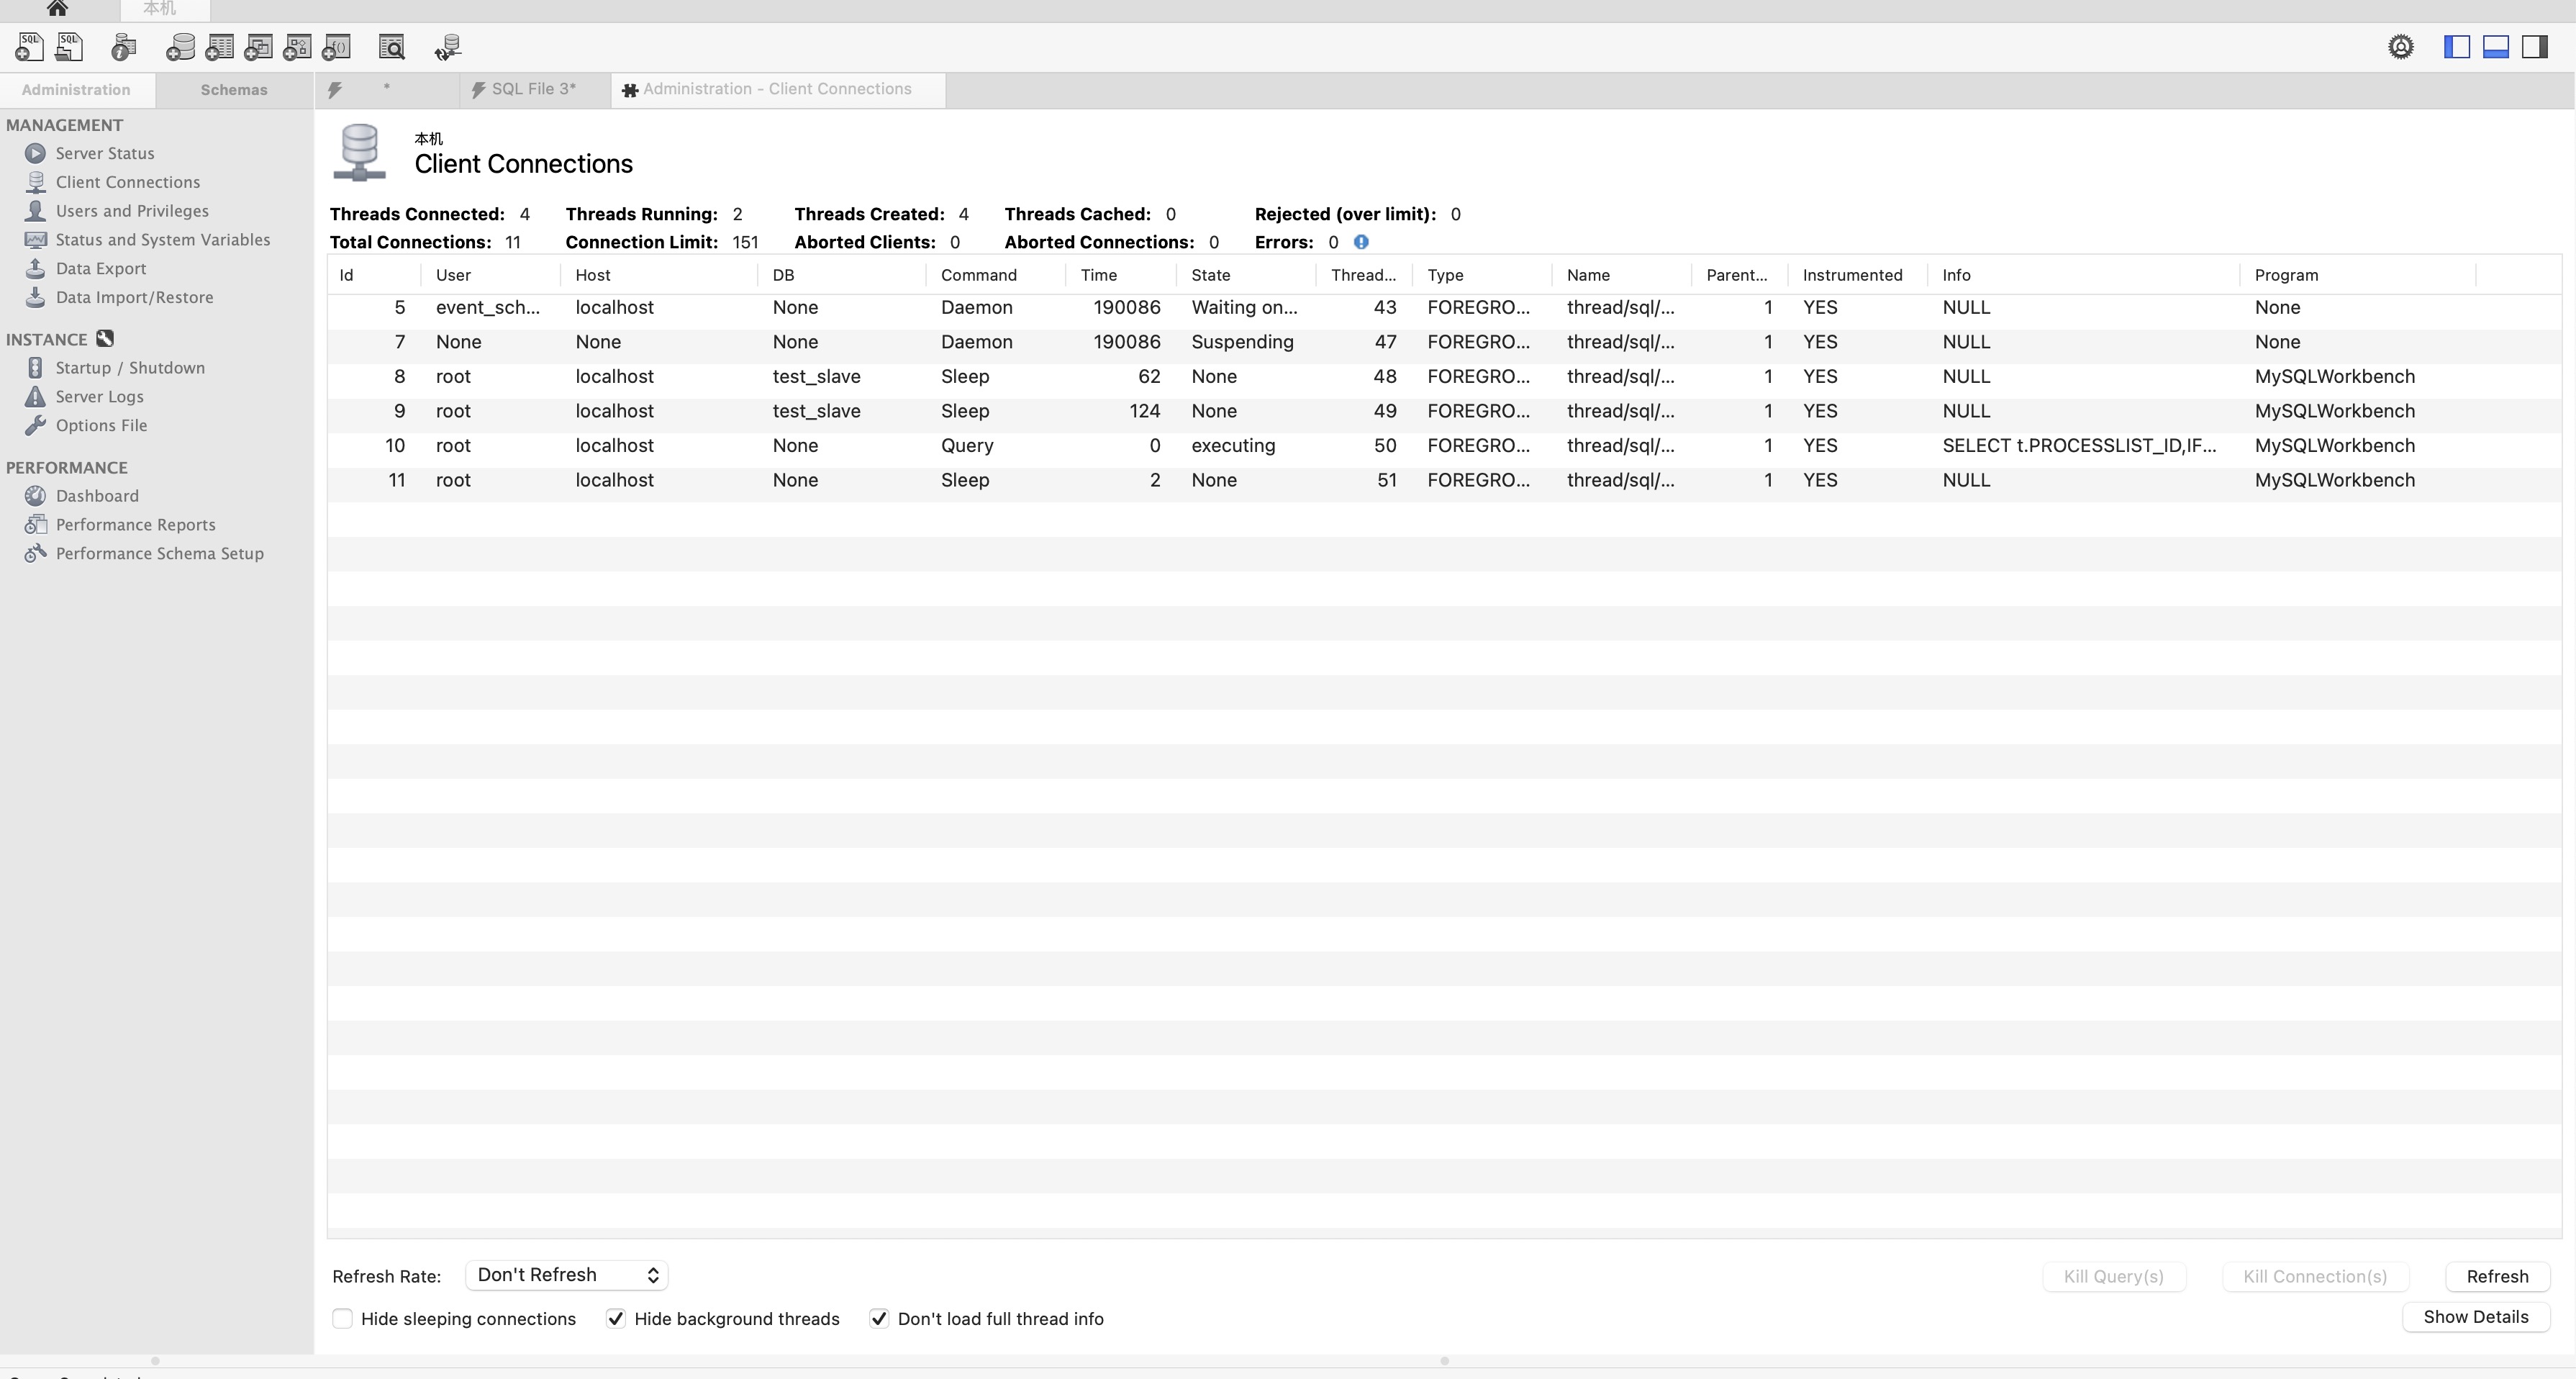 本机
SQL SQL
Administration Schemas
* SQL File 3* Administration - Client Connections
MANAGEMENT
Server Status
Client Connections
Users and Privileges
Status and System Variables
Data Export
Data Import/Restore
INSTANCE
Startup / Shutdown
Server Logs
Options File
PERFORMANCE
Dashboard
Performance Reports
Performance Schema Setup
本机
Client Connections
Threads Connected: 4 Threads Running: 2 Threads Created: 4 Threads Cached: 0 Rejected (over limit): 0
Total Connections: 11 Connection Limit: 151 Aborted Clients: 0 Aborted Connections: 0 Errors: 0
Id User Host DB Command Time State Thread... Type Name Parent... Instrumented Info Program
5 event_sch... localhost None Daemon 190086 Waiting on... 43 FOREGRO... thread/sql/... 1 YES NULL None
7 None None None Daemon 190086 Suspending 47 FOREGRO... thread/sql/... 1 YES NULL None
8 root localhost test_slave Sleep 62 None 48 FOREGRO... thread/sql/... 1 YES NULL MySQLWorkbench
9 root localhost test_slave Sleep 124 None 49 FOREGRO... thread/sql/... 1 YES NULL MySQLWorkbench
10 root localhost None Query 0 executing 50 FOREGRO... thread/sql/... 1 YES SELECT t.PROCESSLIST_ID,IF... MySQLWorkbench
11 root localhost None Sleep 2 None 51 FOREGRO... thread/sql/... 1 YES NULL MySQLWorkbench
Refresh Rate: Don't Refresh Kill Query(s) Kill Connection(s) Refresh
Hide sleeping connections Hide background threads Don't load full thread info Show Details